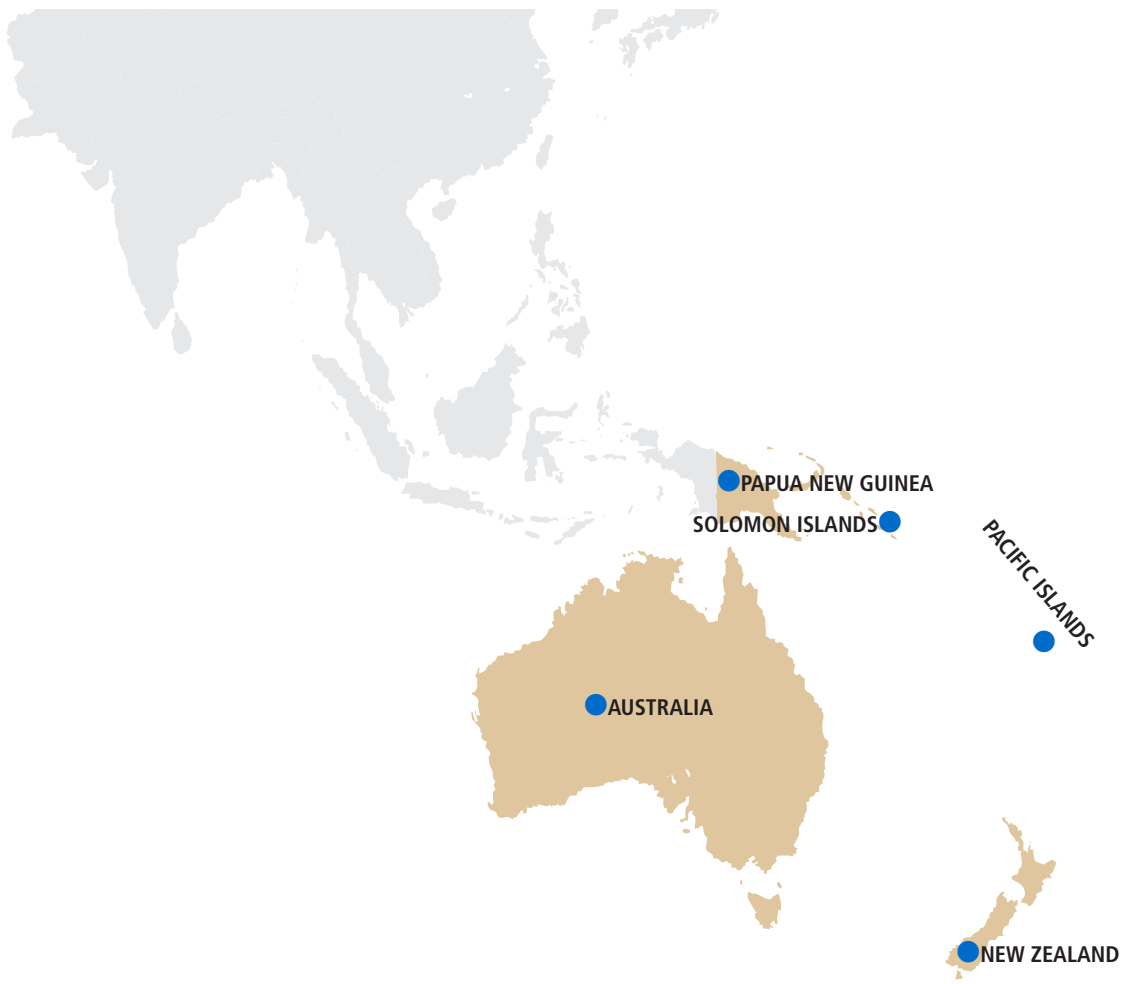 PAPUA NEW GUINEA
SOLOMON ISLANDS
PACIFIC ISLANDS
AUSTRALIA
NEW ZEALAND